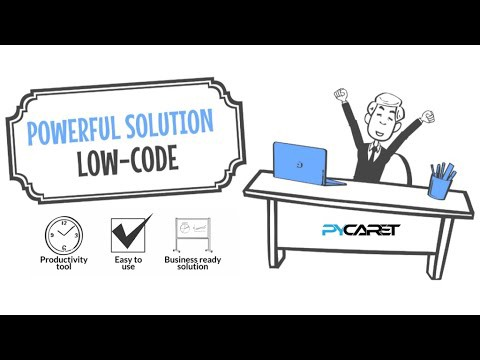 POWERFUL SOLUTION
LOW-CODE
Productivity
tool
Easy to
use
Business ready
solution
PYCARET